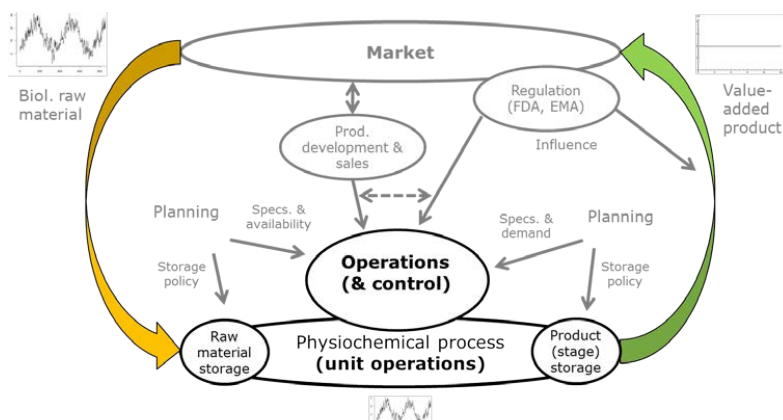 Market
Biol. raw
material
Regulation
(FDA, EMA)
Value-
added
product
Prod.
development &
sales
Influence
Planning
Specs. &
availability
Specs. &
demand
Planning
Operations
(& control)
Storage
policy
Storage
policy
Raw
material
storage
Physiochemical process
(unit operations)
Product
(stage)
storage